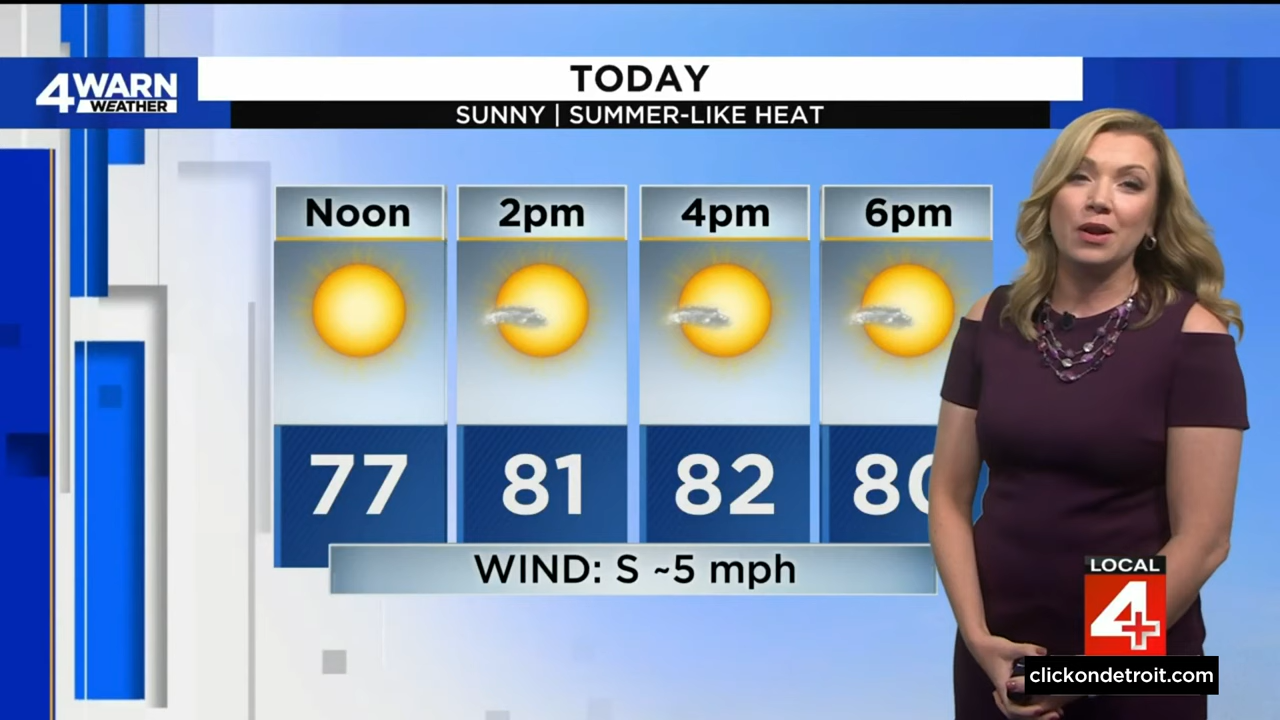 4WARN
WEATHER
TODAY
SUNNY | SUMMER-LIKE HEAT
Noon 2pm 4pm 6pm
77 81 82 80
WIND: S ~5 mph
LOCAL
4+
clickondetroit.com